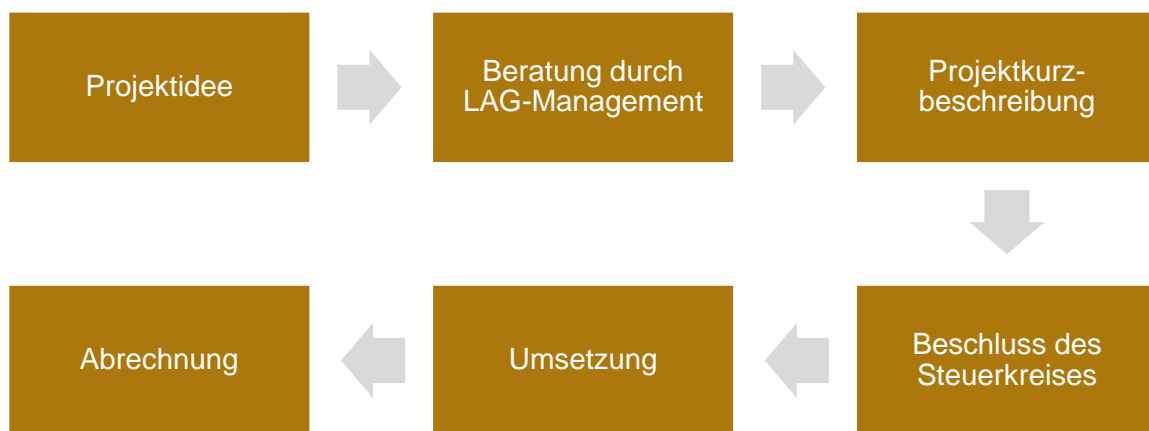 Projektidee
Beratung durch
LAG-Management
Projektkurz-
beschreibung
Beschluss des
Steuerkreises
Umsetzung
Abrechnung